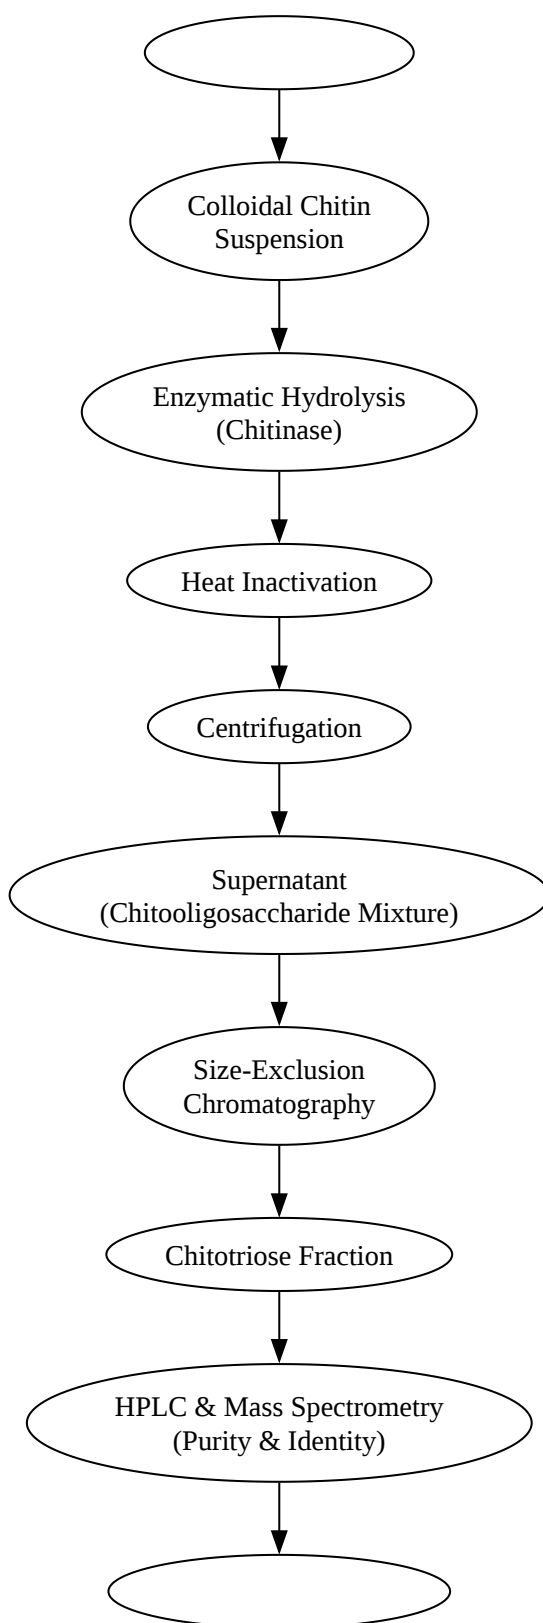 Colloidal Chitin
Suspension
Enzymatic Hydrolysis
(Chitinase)
Heat Inactivation
Centrifugation
Supernatant
(Chitooligosaccharide Mixture)
Size-Exclusion
Chromatography
Chitotriose Fraction
HPLC & Mass Spectrometry
(Purity & Identity)